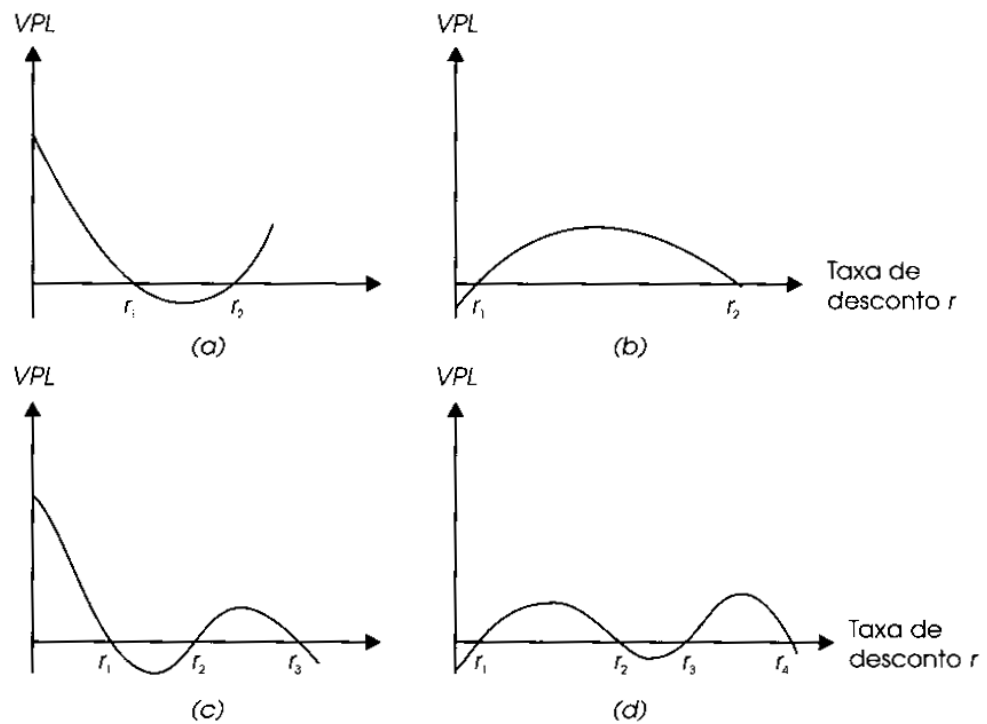 VPL
VPL
r₁
r₂
r₁
r₂
Taxa de
desconto r
(a)
(b)
VPL
VPL
r₁
r₂
r₃
r₁
r₂
r₃
r₄
Taxa de
desconto r
(c)
(d)